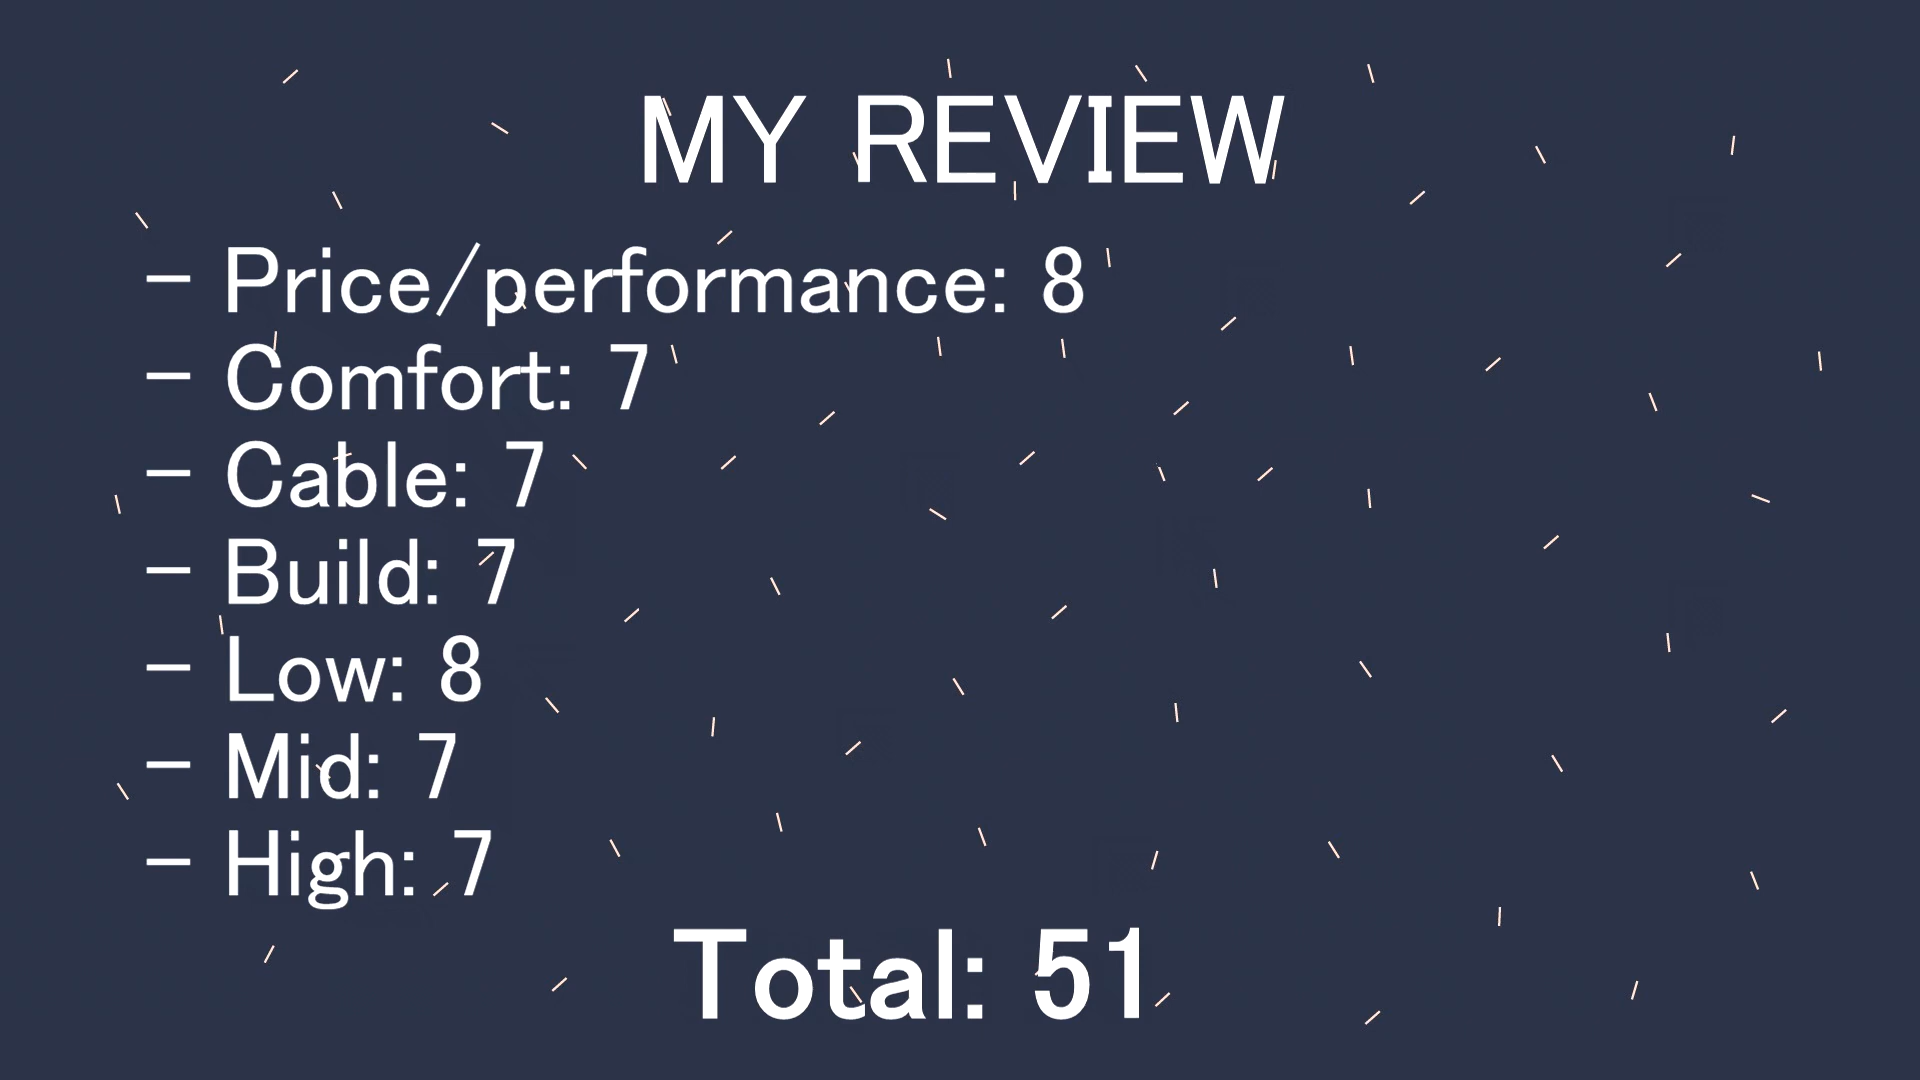 MY REVIEW
– Price/performance: 8
– Comfort: 7
– Cable: 7
– Build: 7
– Low: 8
– Mid: 7
– High: 7
Total: 51